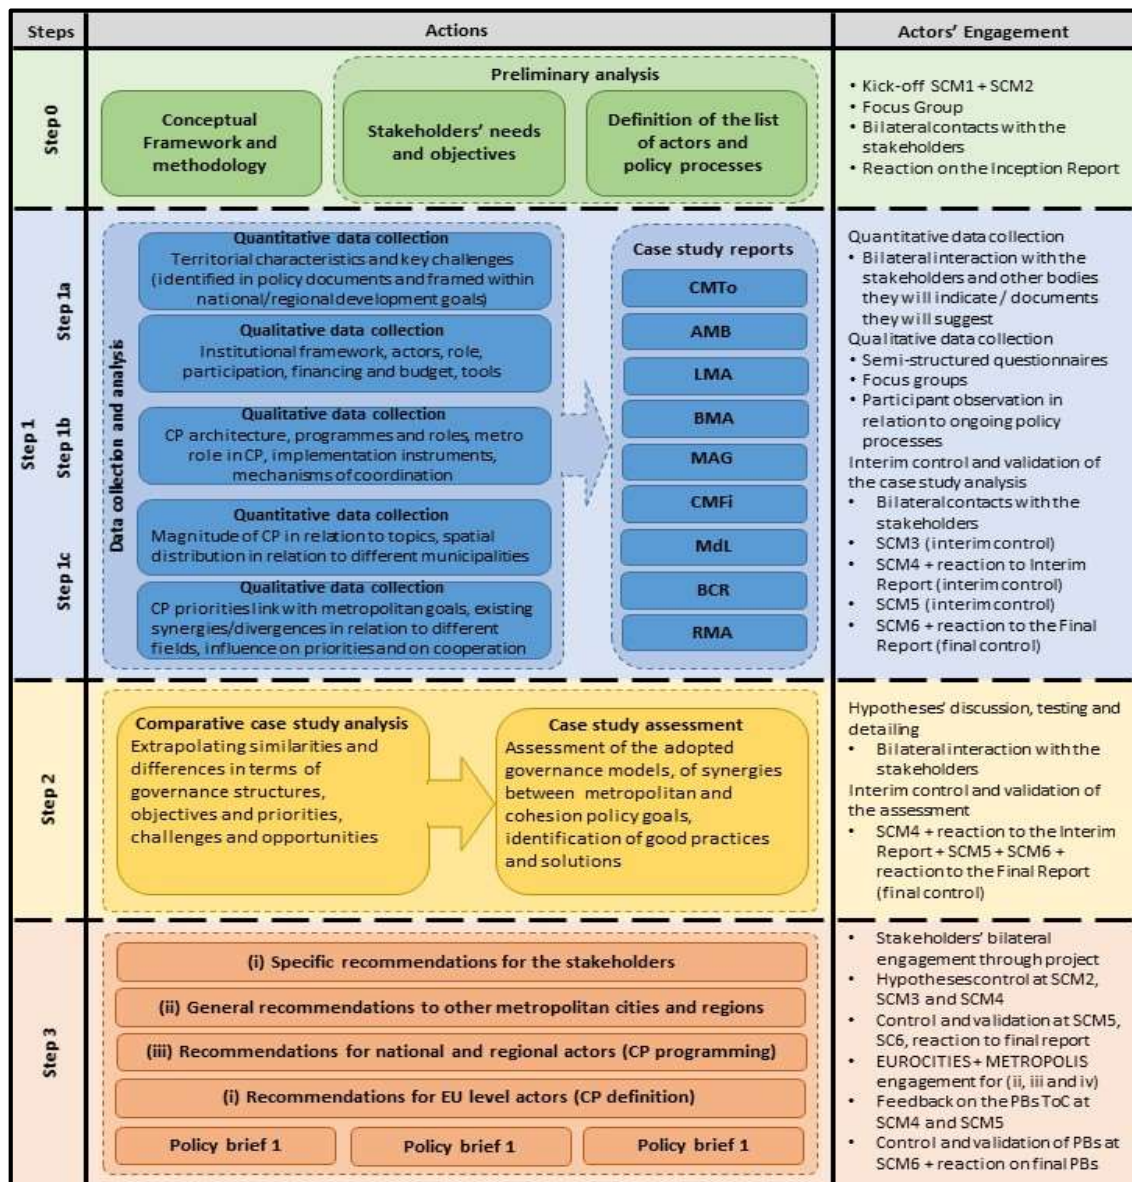 Steps
Actions
Actors' Engagement
Step 0
Preliminary analysis
Conceptual
Framework and
methodology
Stakeholders' needs
and objectives
Definition of the list
of actors and
policy processes
• Kick-off SCM1 + SCM2
• Focus Group
• Bilateral contacts with the
stakeholders
• Reaction on the Inception Report
Step 1
Step 1a
Step 1b
Step 1c
Data collection and analysis
Quantitative data collection
Territorial characteristics and key challenges
(identified in policy documents and framed within
national/regional development goals)
Qualitative data collection
Institutional framework, actors, role,
participation, financing and budget, tools
Qualitative data collection
CP architecture, programmes and roles, metro
role in CP, implementation instruments,
mechanisms of coordination
Quantitative data collection
Magnitude of CP in relation to topics, spatial
distribution in relation to different municipalities
Qualitative data collection
CP priorities link with metropolitan goals, existing
synergies/divergences in relation to different
fields, influence on priorities and on cooperation
Case study reports
CMTo
AMB
LMA
BMA
MAG
CMFi
MdL
BCR
RMA
Quantitative data collection
• Bilateral interaction with the
stakeholders and other bodies
they will indicate / documents
they will suggest
Qualitative data collection
• Semi-structured questionnaires
• Focus groups
• Participant observation in
relation to ongoing policy
processes
Interim control and validation of
the case study analysis
• Bilateral contacts with the
stakeholders
• SCM3 (interim control)
• SCM4 + reaction to Interim
Report (interim control)
• SCM5 (interim control)
• SCM6 + reaction to the Final
Report (final control)
Step 2
Comparative case study analysis
Extrapolating similarities and
differences in terms of
governance structures,
objectives and priorities,
challenges and opportunities
Case study assessment
Assessment of the adopted
governance models, of synergies
between metropolitan and
cohesion policy goals,
identification of good practices
and solutions
Hypotheses' discussion, testing and
detailing
• Bilateral interaction with the
stakeholders
Interim control and validation of
the assessment
• SCM4 + reaction to the Interim
Report + SCM5 + SCM6 +
reaction to the Final Report
(final control)
Step 3
(i) Specific recommendations for the stakeholders
(ii) General recommendations to other metropolitan cities and regions
(iii) Recommendations for national and regional actors (CP programming)
(i) Recommendations for EU level actors (CP definition)
Policy brief 1
Policy brief 1
Policy brief 1
• Stakeholders' bilateral
engagement through project
• Hypotheses control at SCM2,
SCM3 and SCM4
• Control and validation at SCM5,
SC6, reaction to final report
• EUROCITIES + METROPOLIS
engagement for (ii, iii and iv)
• Feedback on the PBs ToC at
SCM4 and SCM5
• Control and validation of PBs at
SCM6 + reaction on final PBs